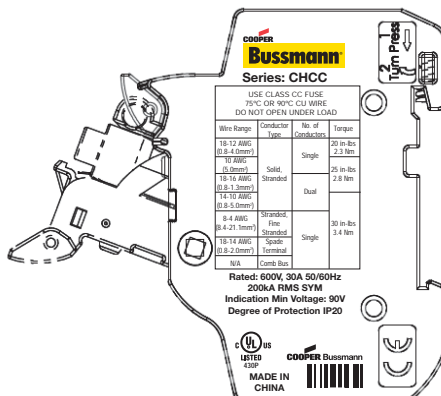 COOPER
Bussmann
Series: CHCC
1
2
Turn Press
USE CLASS CC FUSE
75°C OR 90°C CU WIRE
DO NOT OPEN UNDER LOAD
Wire Range Conductor Type No. of Conductors Torque
18-12 AWG (0.8-4.0mm²) Solid, Stranded Single 20 in-lbs 2.3 Nm
10 AWG (5.0mm²) 25 in-lbs 2.8 Nm
18-16 AWG (0.8-1.3mm²) Dual
14-10 AWG (0.8-5.0mm²) 30 in-lbs 3.4 Nm
8-4 AWG (8.4-21.1mm²) Stranded, Fine Stranded Single
18-14 AWG (0.8-2.0mm²) Spade Terminal
N/A Comb Bus
Rated: 600V, 30A 50/60Hz
200kA RMS SYM
Indication Min Voltage: 90V
Degree of Protection IP20
C UL US
LISTED
430P
COOPER Bussmann
MADE IN
CHINA
CE